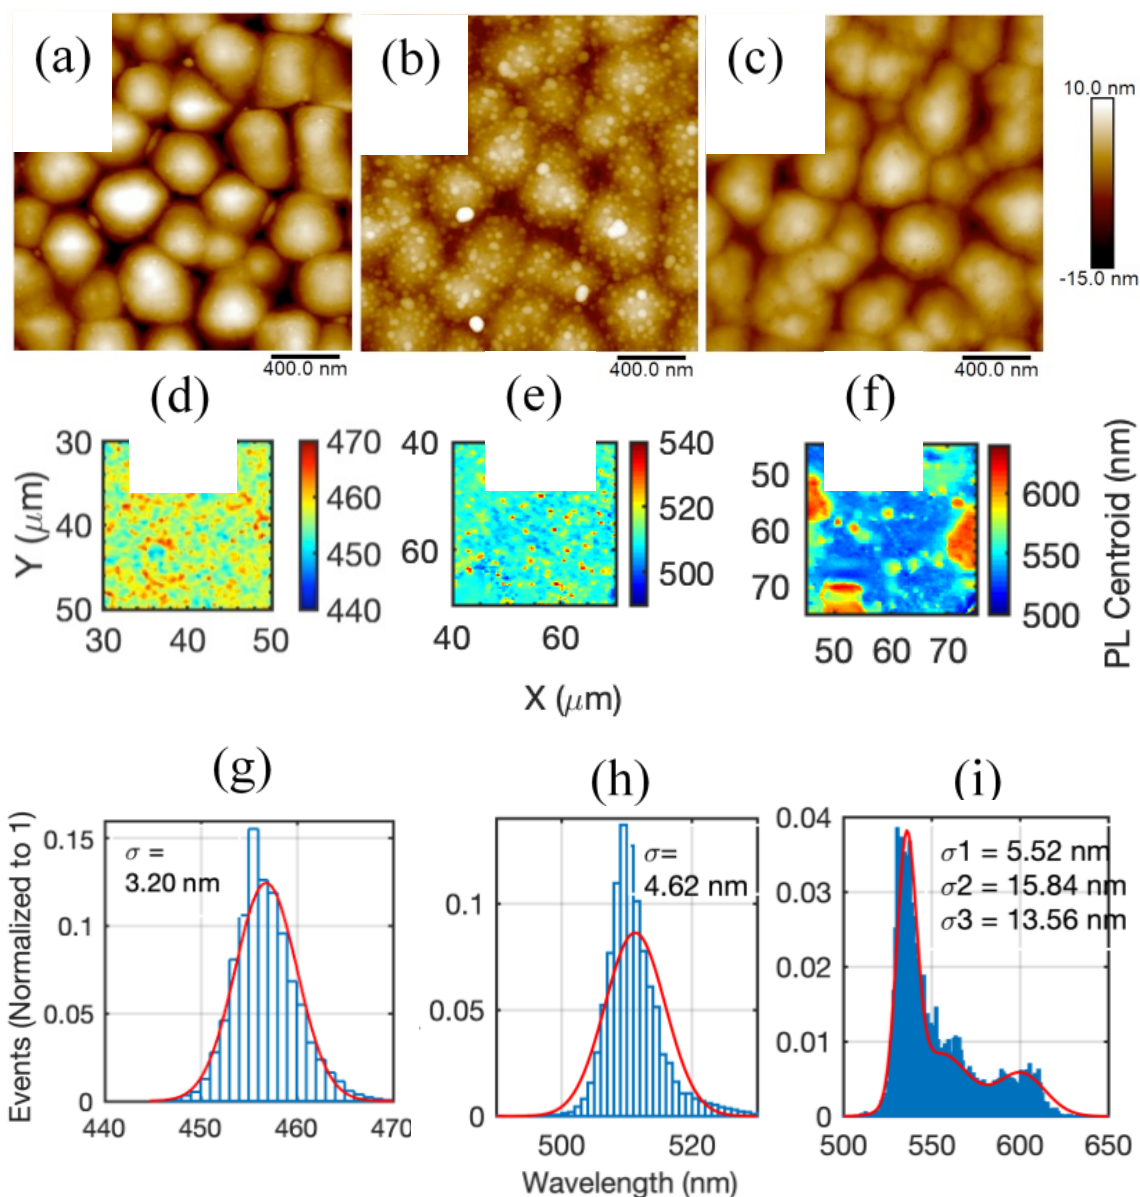 (a)
(b)
(c)
10.0 nm
-15.0 nm
400.0 nm
400.0 nm
400.0 nm
(d)
(e)
(f)
Y (μm)
30
40
50
30 40 50
470
460
450
440
40
60
40 60
540
520
500
50
60
70
50 60 70
600
550
500
PL Centroid (nm)
X (μm)
(g)
(h)
(i)
Events (Normalized to 1)
0.15
0.1
0.05
0
σ =
3.20 nm
440 450 460 470
0.1
0.05
0
σ=
4.62 nm
500 520
Wavelength (nm)
0.04
0.03
0.02
0.01
0
σ1 = 5.52 nm
σ2 = 15.84 nm
σ3 = 13.56 nm
500 550 600 650